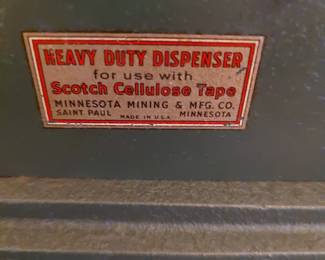 HEAVY DUTY DISPENSER
for use with
Scotch Cellulose Tape
MINNESOTA MINING & MFG. CO.
SAINT PAUL MADE IN U.S.A. MINNESOTA